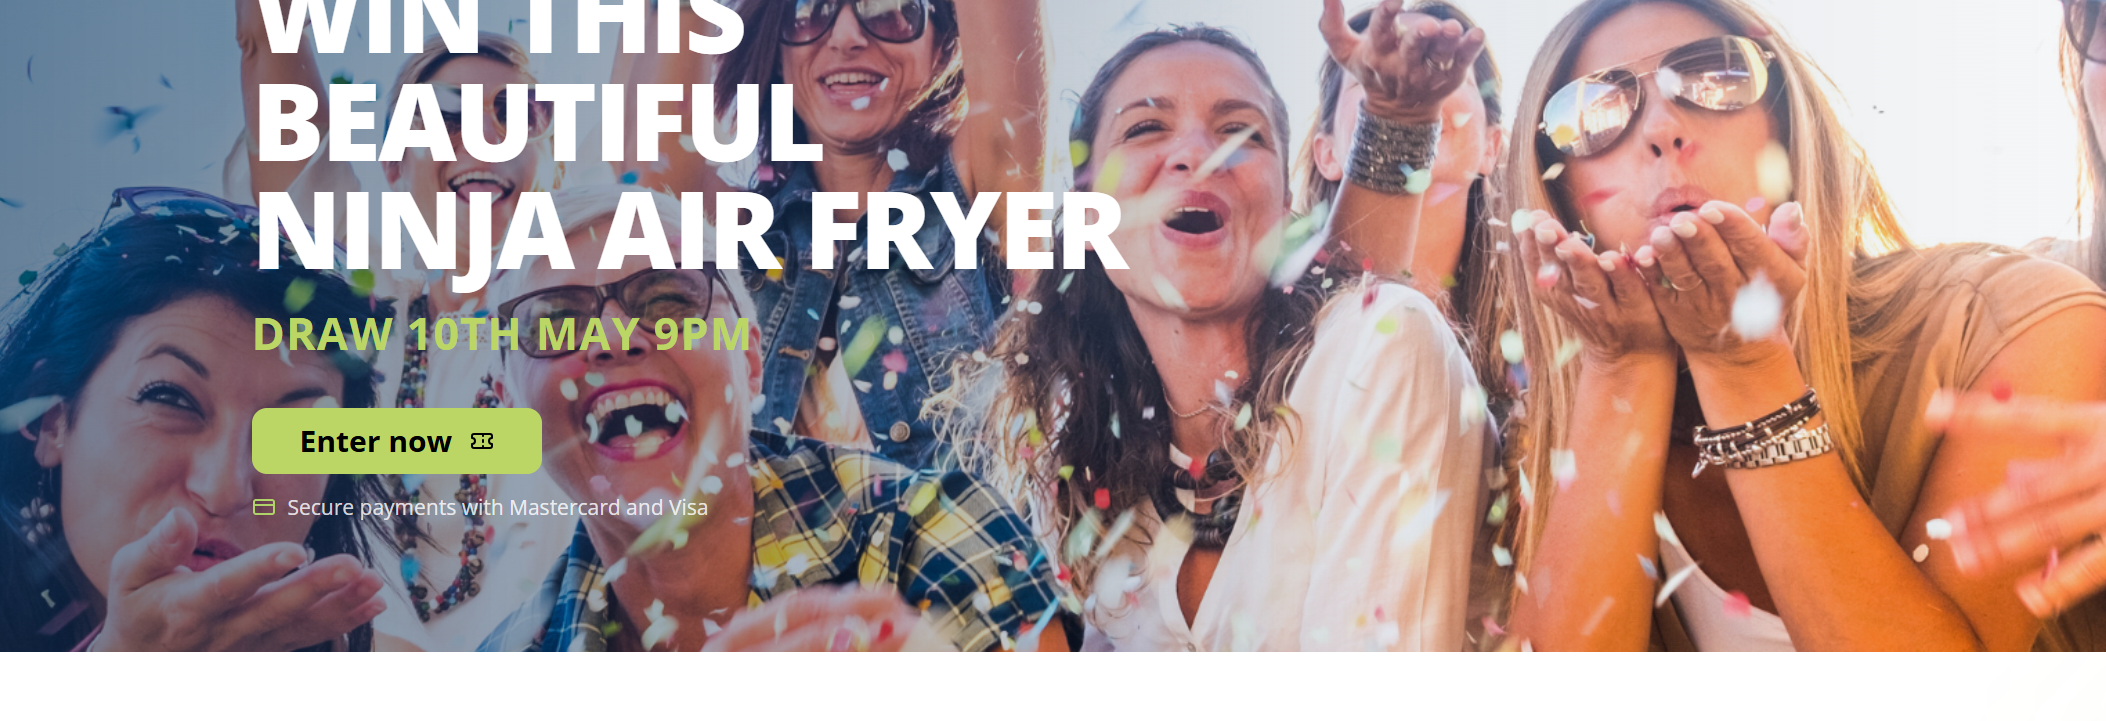 WIN THIS
BEAUTIFUL
NINJA AIR FRYER
DRAW 10TH MAY 9PM
Enter now
Secure payments with Mastercard and Visa